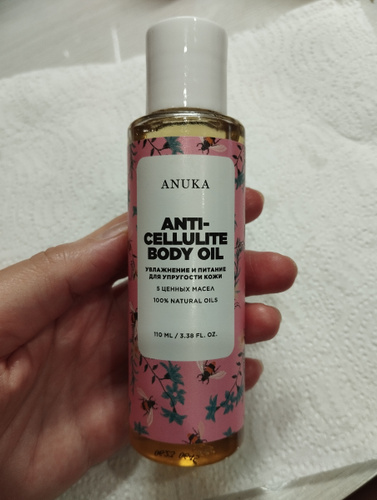 ANUKA
ANTI-
CELLULITE
BODY OIL
УВЛАЖНЕНИЕ И ПИТАНИЕ
ДЛЯ УПРУГОСТИ КОЖИ
5 ЦЕННЫХ МАСЕЛ
100% NATURAL OILS
110 ML / 3.38 FL. OZ.